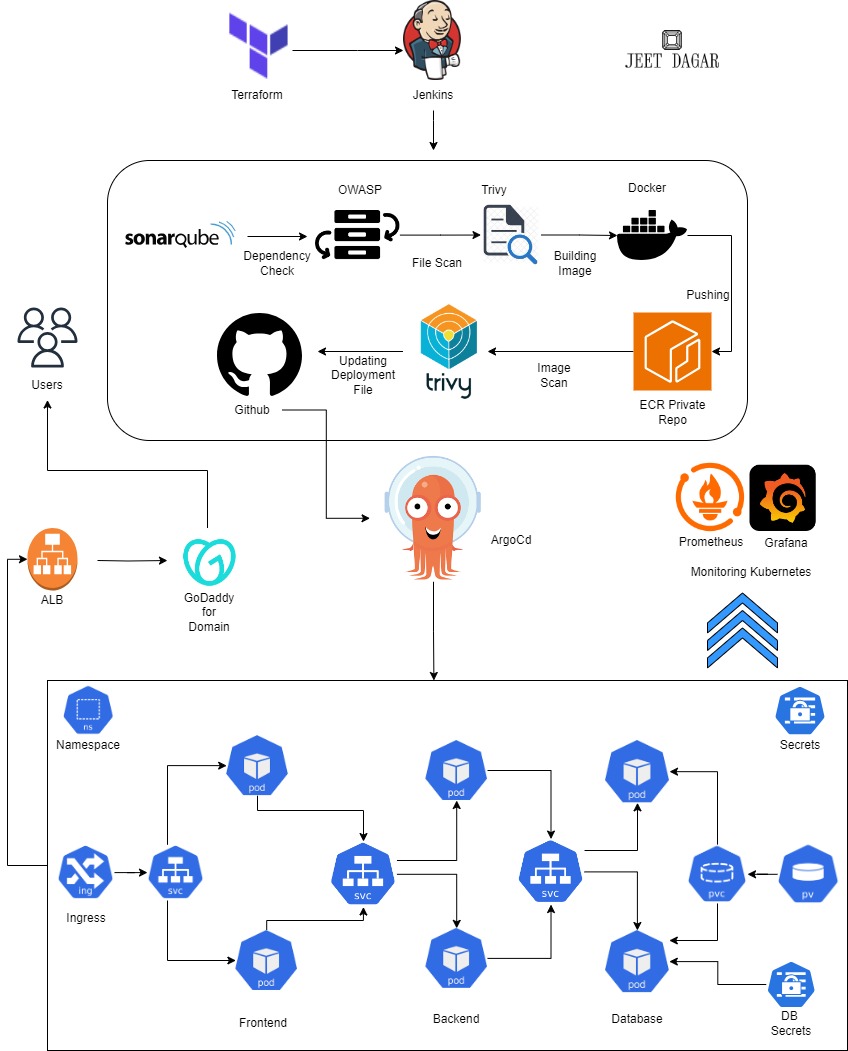 Terraform
Jenkins
JEET DAGAR
OWASP
Trivy
Docker
sonarqube
Dependency
Check
File Scan
Building
Image
Pushing
Users
Github
Updating
Deployment
File
trivy
Image
Scan
ECR Private
Repo
ArgoCd
Prometheus
Grafana
Monitoring Kubernetes
ALB
GoDaddy
for
Domain
ns
Namespace
Secrets
pod
pod
pod
ing
svc
svc
svc
pvc
pv
Ingress
pod
pod
pod
Frontend
Backend
Database
DB
Secrets